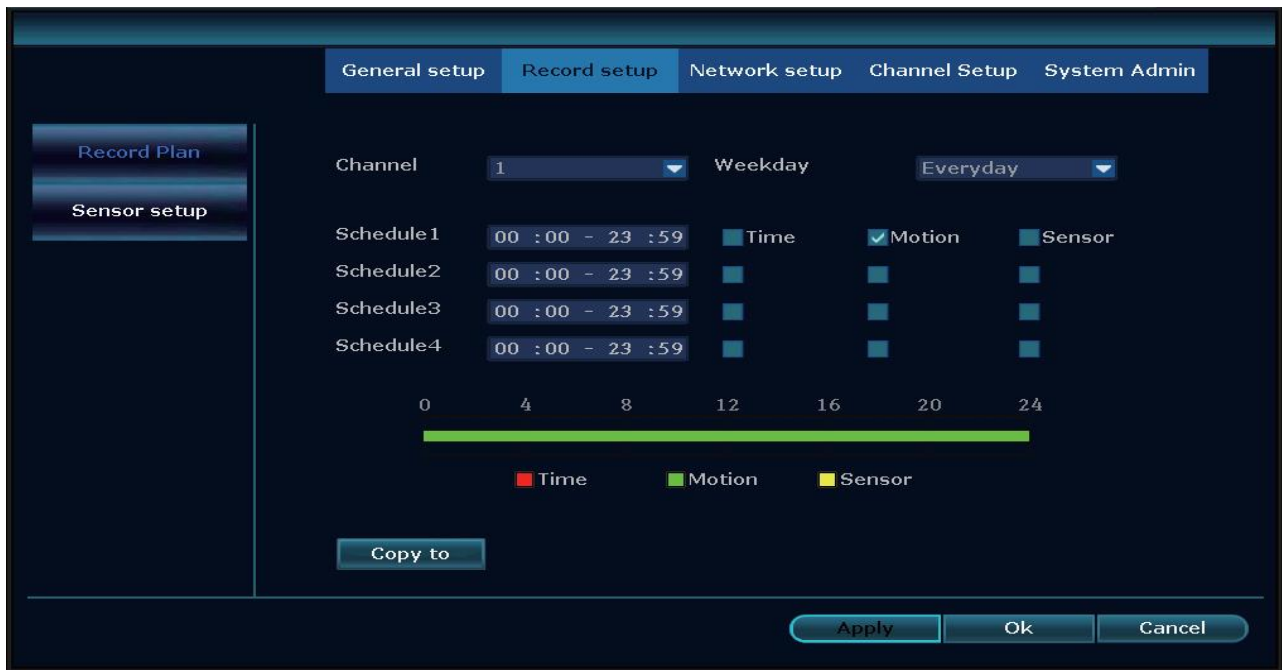 General setup Record setup Network setup Channel Setup System Admin
Record Plan
Sensor setup
Channel 1 Weekday Everyday
Schedule1 00 :00 - 23 :59 Time Motion Sensor
Schedule2 00 :00 - 23 :59
Schedule3 00 :00 - 23 :59
Schedule4 00 :00 - 23 :59
0 4 8 12 16 20 24
Time Motion Sensor
Copy to
Apply Ok Cancel